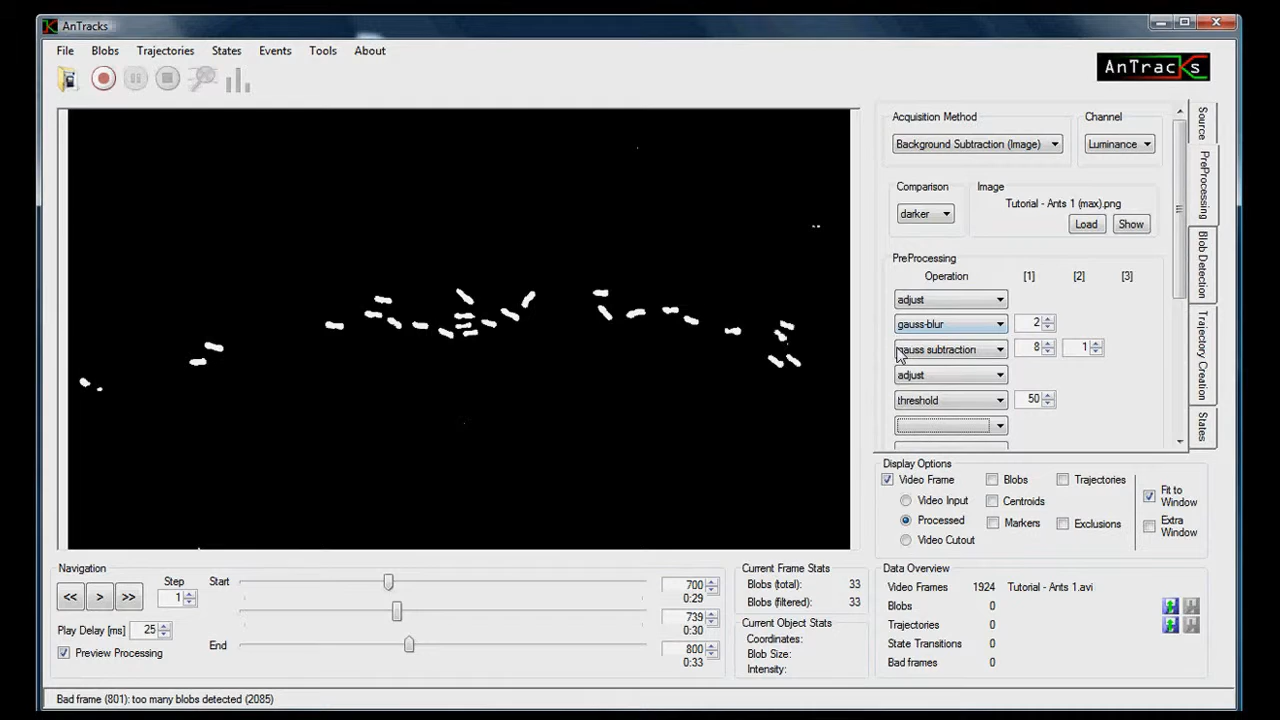 AnTracks
File Blobs Trajectories States Events Tools About
AnTracKs
Acquisition Method
Channel
Background Subtraction (Image)
Luminance
Comparison
Image
darker
Tutorial - Ants 1 (max).png
Load Show
PreProcessing
Operation [1] [2] [3]
adjust
gauss-blur 2
gauss subtraction 8 1
adjust
threshold 50
Source
PreProcessing
Blob Detection
Trajectory Creation
States
Display Options
Video Frame Blobs Trajectories
Video Input Centroids
Processed Markers Exclusions
Video Cutout
Fit to
Window
Extra
Window
Navigation
Step
<< > >> 1
Play Delay [ms] 25
Preview Processing
Start 700
0:29
739
0:30
End 800
0:33
Current Frame Stats
Blobs (total): 33
Blobs (filtered): 33
Current Object Stats
Coordinates:
Blob Size:
Intensity:
Data Overview
Video Frames 1924 Tutorial - Ants 1.avi
Blobs 0
Trajectories 0
State Transitions 0
Bad frames 0
Bad frame (801): too many blobs detected (2085)